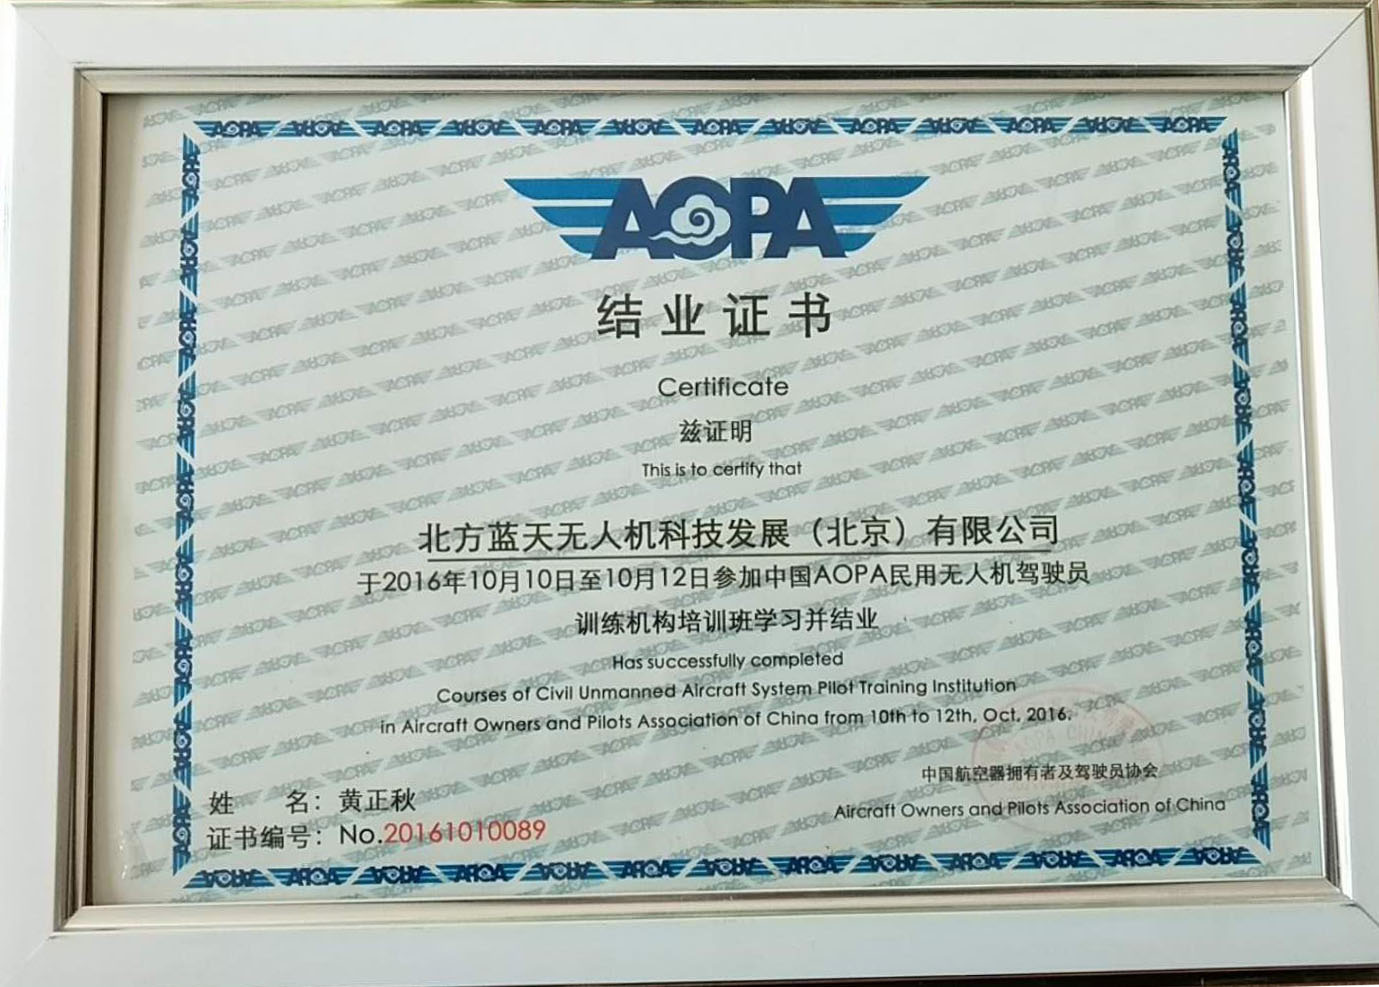 AOPA
结业证书
Certificate
兹证明
This is to certify that
北方蓝天无人机科技发展（北京）有限公司
于2016年10月10日至10月12日参加中国AOPA民用无人机驾驶员
训练机构培训班学习并结业
Has successfully completed
Courses of Civil Unmanned Aircraft System Pilot Training Institution
in Aircraft Owners and Pilots Association of China from 10th to 12th, Oct, 2016.
中国航空器拥有者及驾驶员协会
Aircraft Owners and Pilots Association of China
姓 名：黄正秋
证书编号：No.20161010089